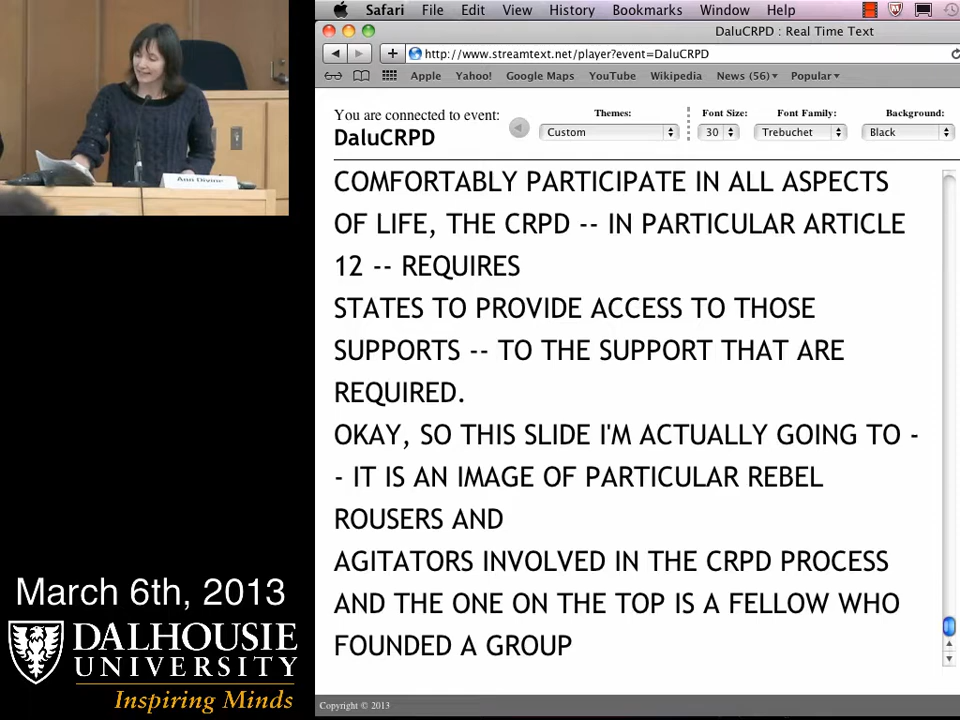 Safari File Edit View History Bookmarks Window Help
DaluCRPD : Real Time Text
http://www.streamtext.net/player?event=DaluCRPD
Apple Yahoo! Google Maps YouTube Wikipedia News (56) Popular
You are connected to event:
DaluCRPD
Themes: Font Size: Font Family: Background:
Custom 30 Trebuchet Black
COMFORTABLY PARTICIPATE IN ALL ASPECTS
OF LIFE, THE CRPD -- IN PARTICULAR ARTICLE
12 -- REQUIRES
STATES TO PROVIDE ACCESS TO THOSE
SUPPORTS -- TO THE SUPPORT THAT ARE
REQUIRED.
OKAY, SO THIS SLIDE I'M ACTUALLY GOING TO -
- IT IS AN IMAGE OF PARTICULAR REBEL
ROUSERS AND
AGITATORS INVOLVED IN THE CRPD PROCESS
AND THE ONE ON THE TOP IS A FELLOW WHO
FOUNDED A GROUP
Copyright © 2013
Ann Divine
March 6th, 2013
DALHOUSIE
UNIVERSITY
Inspiring Minds